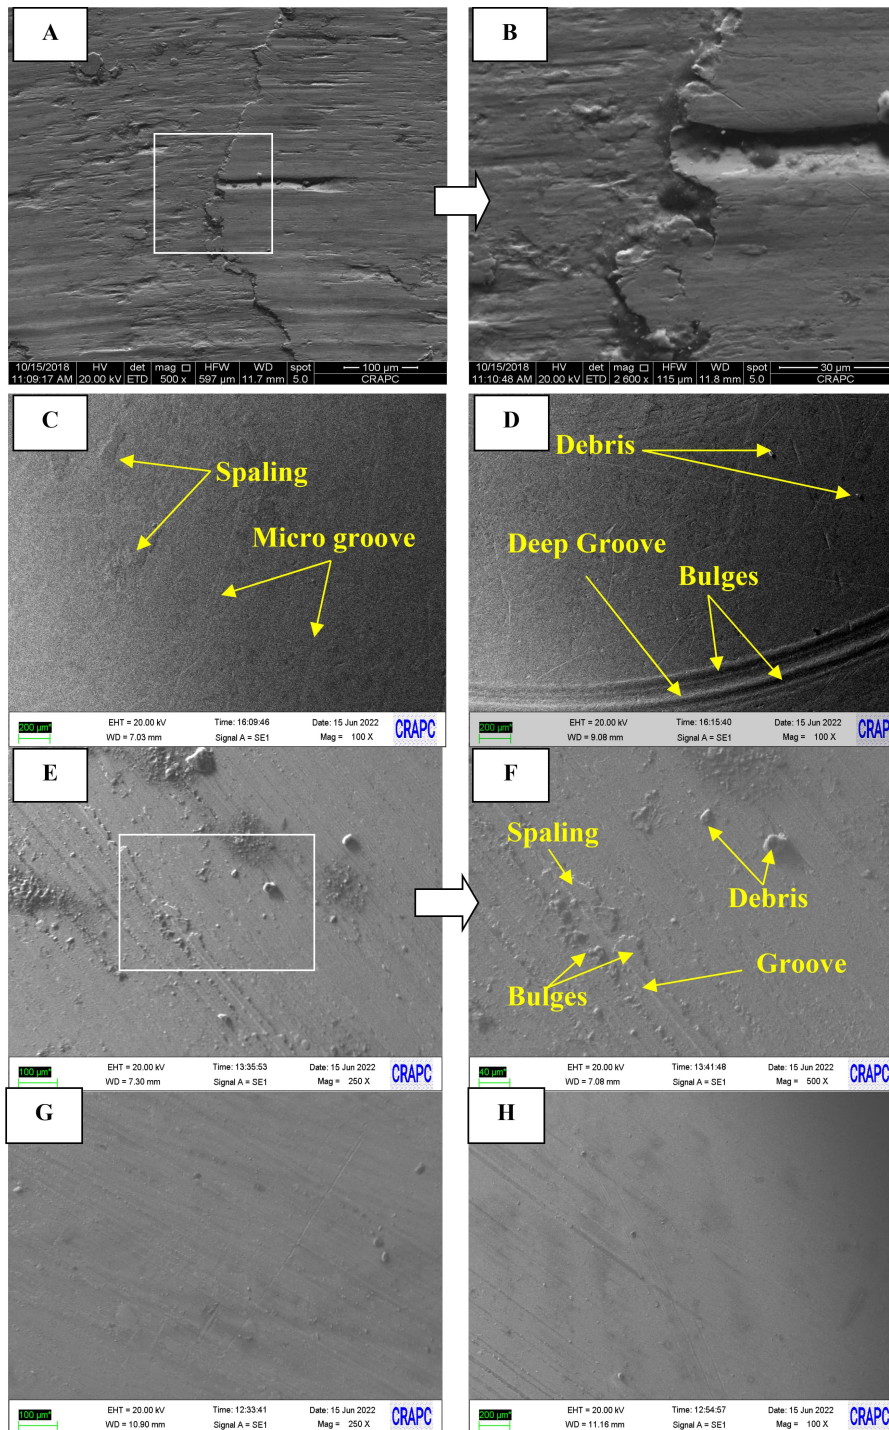 A
B
10/15/2018 HV det mag □ HFW WD spot 100 µm
11:09:17 AM 20.00 kV ETD 500 x 597 µm 11.7 mm 5.0 CRAPC
10/15/2018 HV det mag □ HFW WD spot 30 µm
11:10:48 AM 20.00 kV ETD 2 600 x 115 µm 11.8 mm 5.0 CRAPC
C
Spaling
Micro groove
200 µm* EHT = 20.00 kV Time: 16:09:46 Date: 15 Jun 2022
WD = 7.03 mm Signal A = SE1 Mag = 100 X CRAPC
D
Debris
Deep Groove
Bulges
200 µm* EHT = 20.00 kV Time: 16:15:40 Date: 15 Jun 2022
WD = 9.08 mm Signal A = SE1 Mag = 100 X CRAP
E
100 µm* EHT = 20.00 kV Time: 13:35:53 Date: 15 Jun 2022
WD = 7.30 mm Signal A = SE1 Mag = 250 X CRAPC
F
Spaling
Debris
Groove
Bulges
40 µm* EHT = 20.00 kV Time: 13:41:48 Date: 15 Jun 2022
WD = 7.08 mm Signal A = SE1 Mag = 500 X CRAPC
G
100 µm* EHT = 20.00 kV Time: 12:33:41 Date: 15 Jun 2022
WD = 10.90 mm Signal A = SE1 Mag = 250 X CRAPC
H
200 µm* EHT = 20.00 kV Time: 12:54:57 Date: 15 Jun 2022
WD = 11.16 mm Signal A = SE1 Mag = 100 X CRAPC